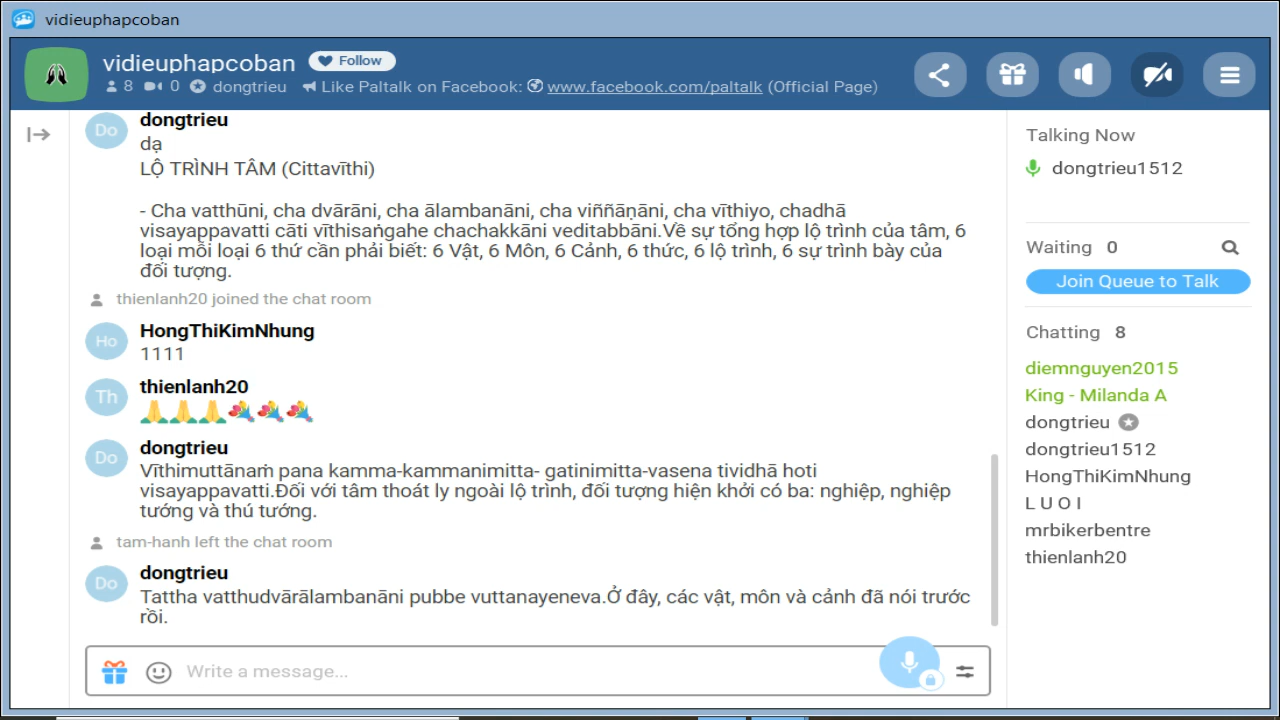 vidieuphapcoban
vidieuphapcoban Follow
8 0 dongtrieu Like Paltalk on Facebook: www.facebook.com/paltalk (Official Page)
Do dongtrieu
dạ
LỘ TRÌNH TÂM (Cittavīthi)
- Cha vatthūni, cha dvārāni, cha ālambanāni, cha viññāṇāni, cha vīthiyo, chadhā
visayappavatti cāti vīthisaṅgahe chachakkāni veditabbāni.Về sự tổng hợp lộ trình của tâm, 6
loại mỗi loại 6 thứ cần phải biết: 6 Vật, 6 Môn, 6 Cảnh, 6 thức, 6 lộ trình, 6 sự trình bày của
đối tượng.
thienlanh20 joined the chat room
Ho HongThiKimNhung
1111
Th thienlanh20
🙏🙏🙏💐💐💐
Do dongtrieu
Vīthimuttānaṁ pana kamma-kammanimitta- gatinimitta-vasena tividhā hoti
visayappavatti.Đối với tâm thoát ly ngoài lộ trình, đối tượng hiện khởi có ba: nghiệp, nghiệp
tướng và thú tướng.
tam-hanh left the chat room
Do dongtrieu
Tattha vatthudvārālambanāni pubbe vuttanayeneva.Ở đây, các vật, môn và cảnh đã nói trước
rồi.
Write a message...
Talking Now
dongtrieu1512
Waiting 0
Join Queue to Talk
Chatting 8
diemnguyen2015
King - Milanda A
dongtrieu
dongtrieu1512
HongThiKimNhung
L U O I
mrbikerbentre
thienlanh20